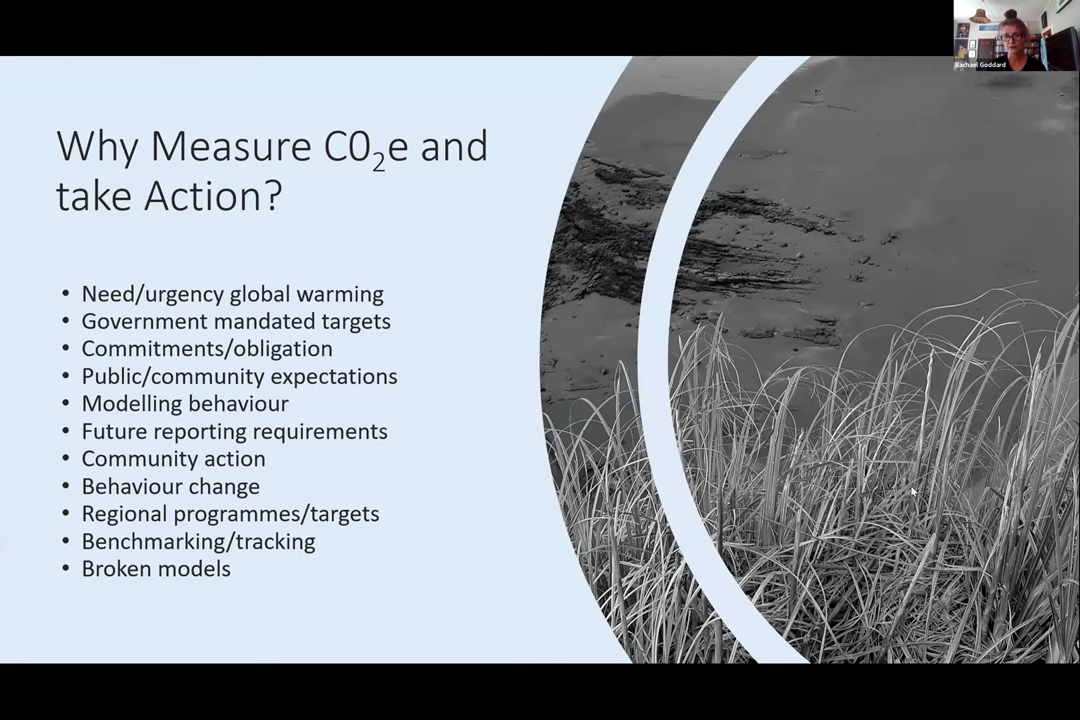 Rachael Goddard
Why Measure C0₂e and
take Action?
• Need/urgency global warming
• Government mandated targets
• Commitments/obligation
• Public/community expectations
• Modelling behaviour
• Future reporting requirements
• Community action
• Behaviour change
• Regional programmes/targets
• Benchmarking/tracking
• Broken models